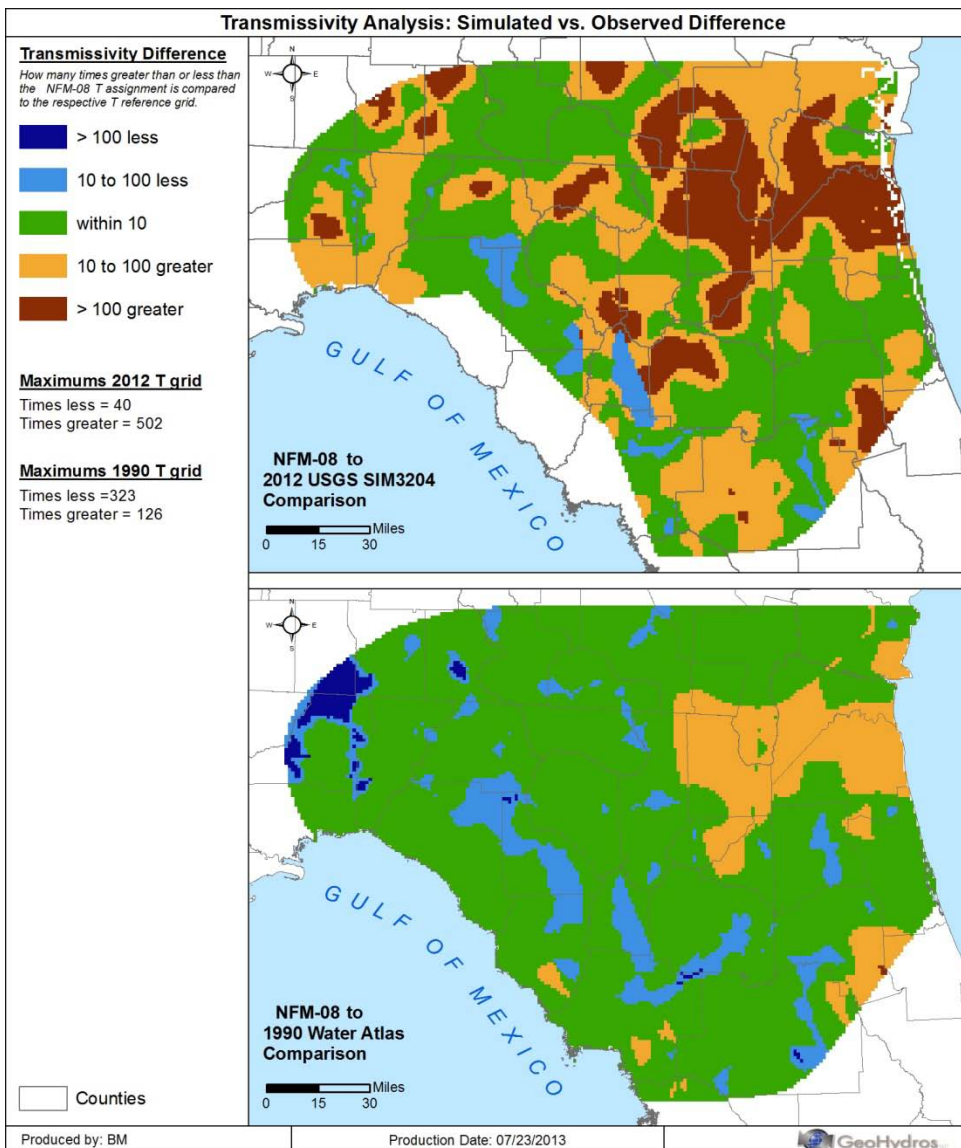 Transmissivity Analysis: Simulated vs. Observed Difference
Transmissivity Difference
How many times greater than or less than
the NFM-08 T assignment is compared
to the respective T reference grid.
> 100 less
10 to 100 less
within 10
10 to 100 greater
> 100 greater
Maximums 2012 T grid
Times less = 40
Times greater = 502
Maximums 1990 T grid
Times less =323
Times greater = 126
Counties
N
W E
S
GULF OF MEXICO
NFM-08 to
2012 USGS SIM3204
Comparison
Miles
0 15 30
N
W E
S
GULF OF MEXICO
NFM-08 to
1990 Water Atlas
Comparison
Miles
0 15 30
Produced by: BM
Production Date: 07/23/2013
GeoHydros